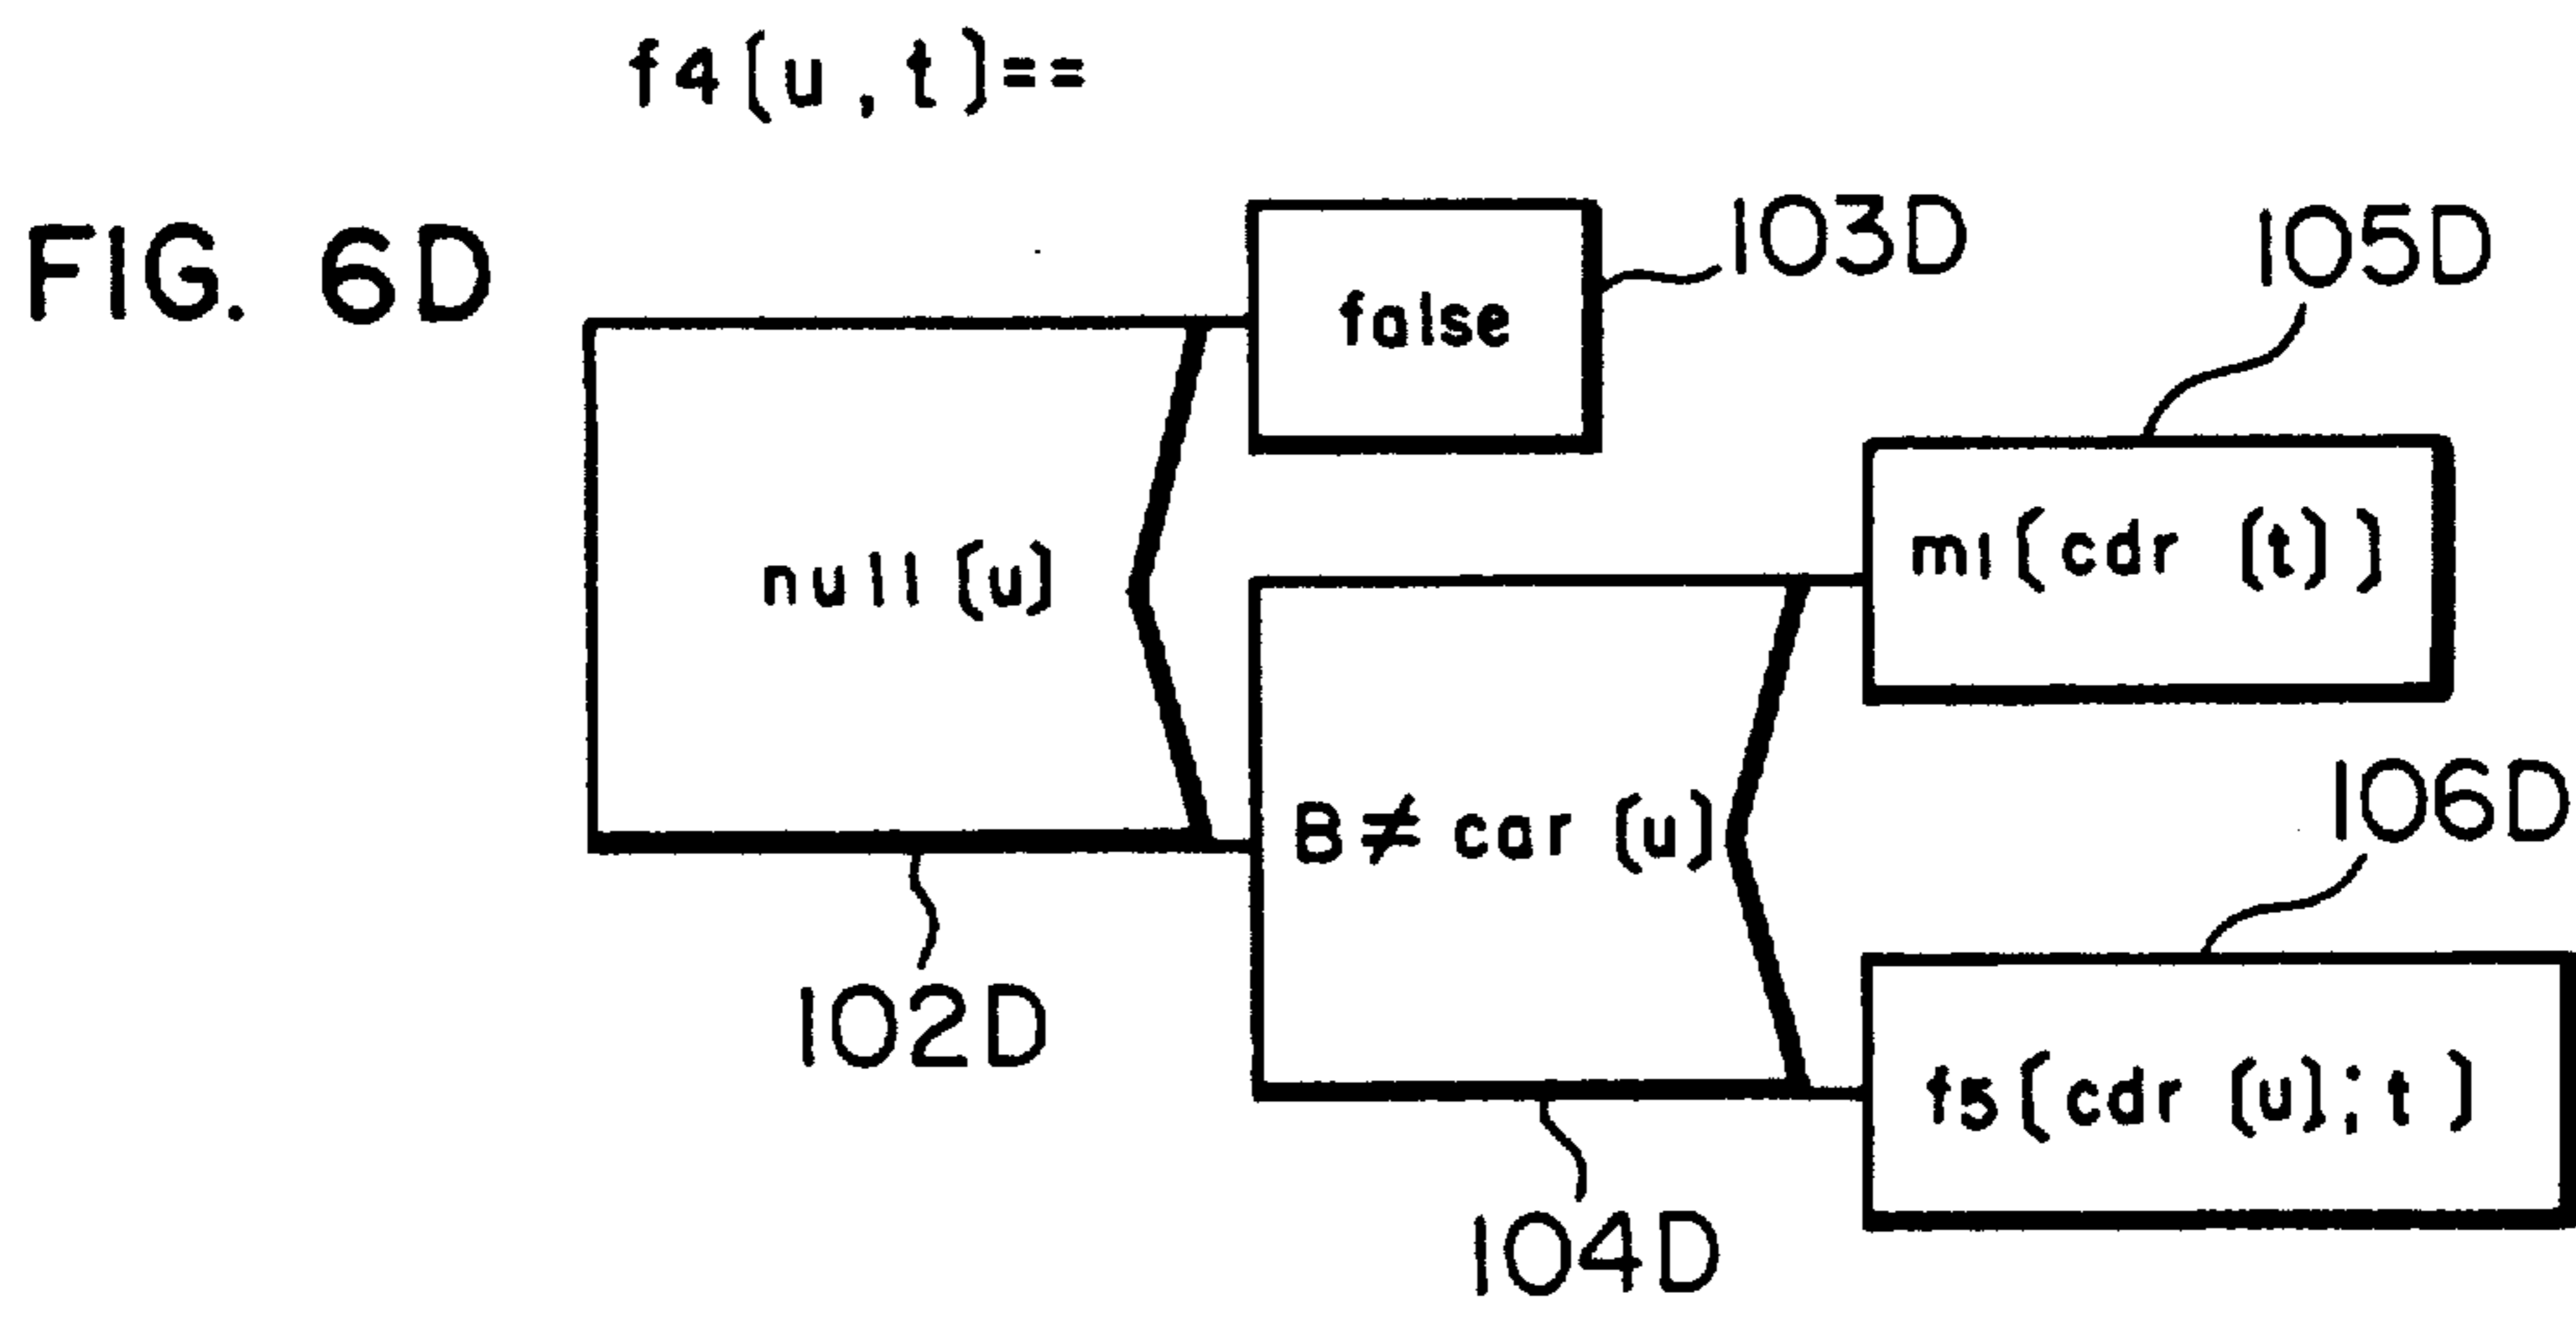 f4(u,t)==
FIG. 6D
false
103D
105D
null(u)
m1(cdr (t))
B≠ car (u)
106D
102D
f5(cdr (u);t)
104D